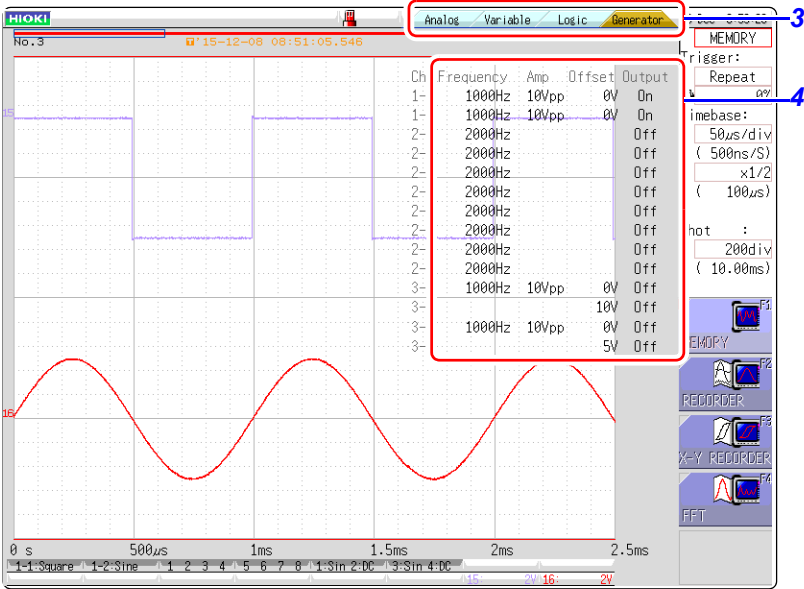 HIOKI
Analog Variable Logic Generator
3
No.3 '15-12-08 08:51:05.546
MEMORY
Trigger:
Ch Frequency Amp Offset Output
Repeat
1- 1000Hz 10Vpp 0V On
4
1- 1000Hz 10Vpp 0V On
15
2- 2000Hz Off
50µs/div
2- 2000Hz Off
( 500ns/S)
2- 2000Hz Off
x1/2
2- 2000Hz Off
( 100µs)
2- 2000Hz Off
2- 2000Hz Off
2- 2000Hz Off
200div
2- 2000Hz Off
( 10.00ms)
3- 1000Hz 10Vpp 0V Off
3- 10V Off
F1
3- 1000Hz 10Vpp 0V Off
3- 5V Off
F2
RECORDER
16
F3
X-Y RECORDER
F4
FFT
0 s 500µs 1ms 1.5ms 2ms 2.5ms
1-1:Square 1-2:Sine 1 2 3 4 5 6 7 8 1:Sin 2:DC 3:Sin 4:DC
15: 2V 16: 2V